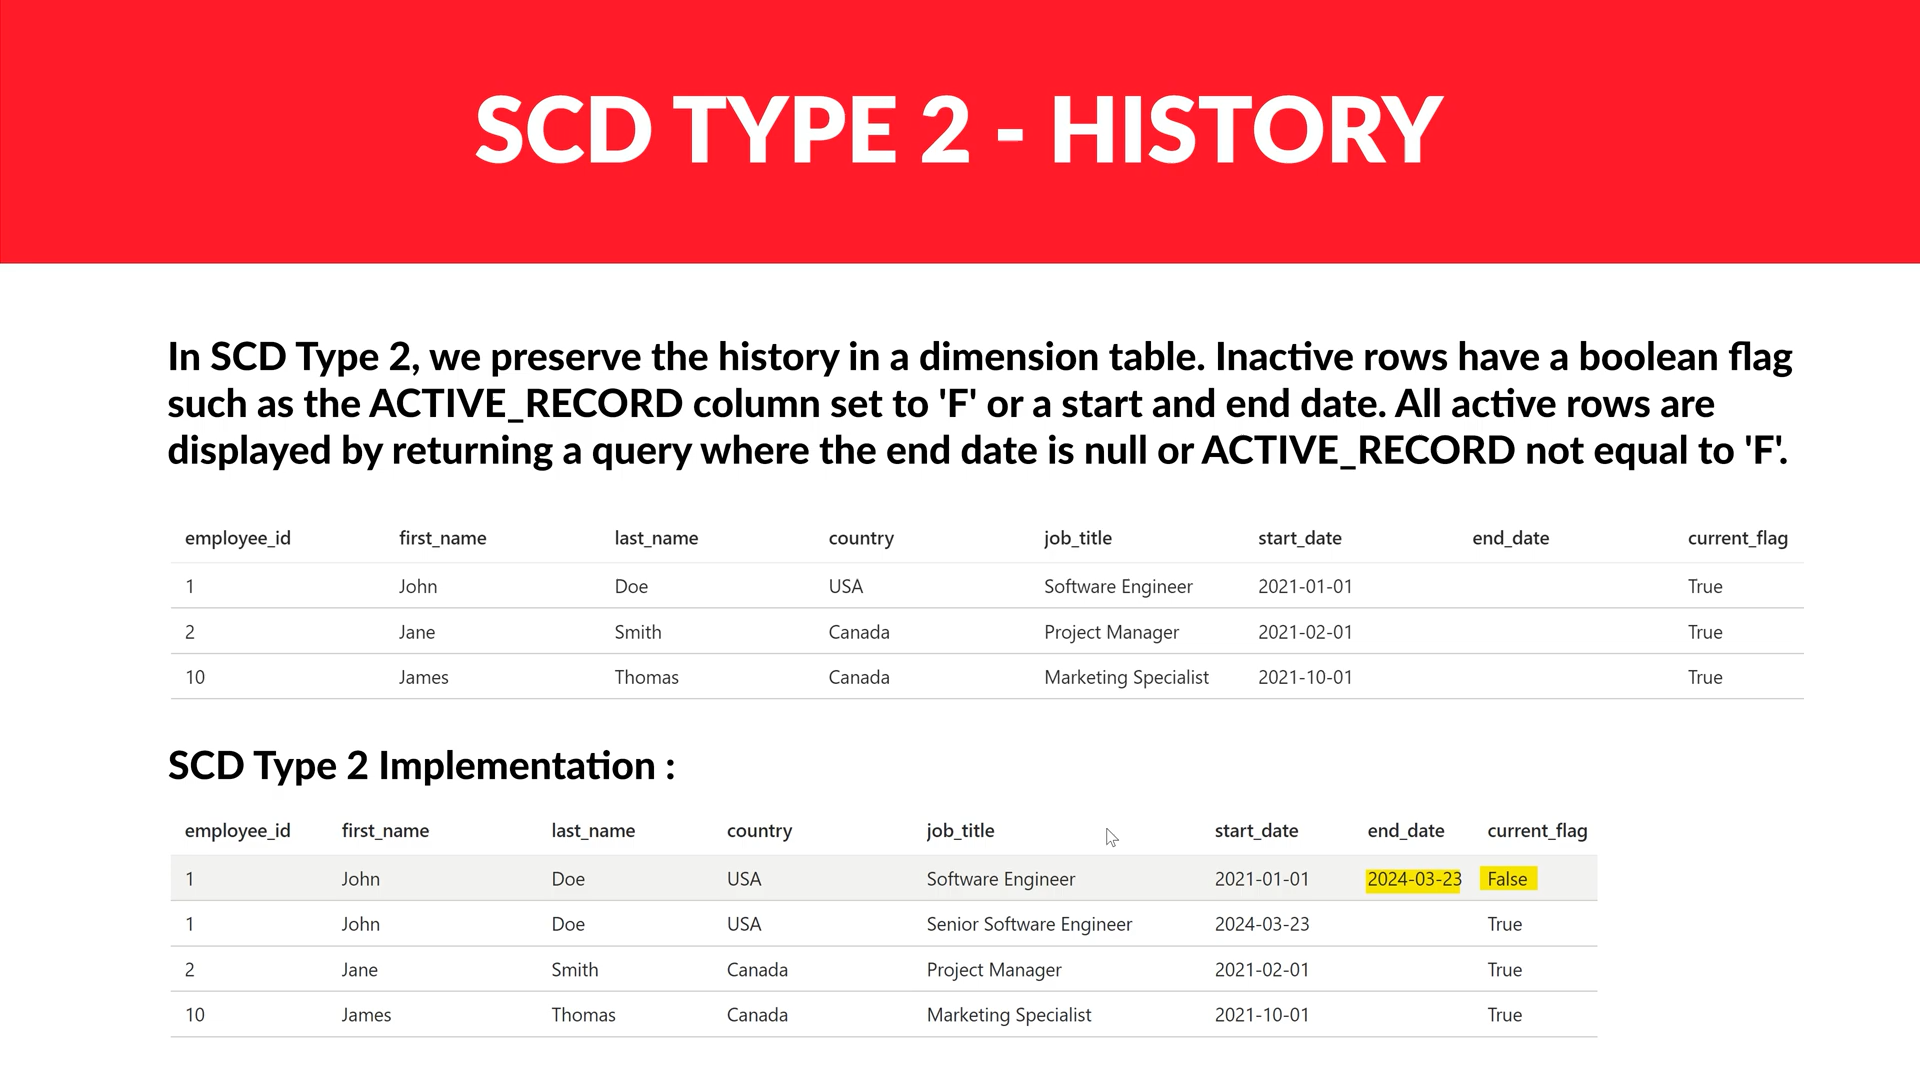 SCD TYPE 2 - HISTORY
In SCD Type 2, we preserve the history in a dimension table. Inactive rows have a boolean flag
such as the ACTIVE_RECORD column set to 'F' or a start and end date. All active rows are
displayed by returning a query where the end date is null or ACTIVE_RECORD not equal to 'F'.
employee_id first_name last_name country job_title start_date end_date current_flag
1 John Doe USA Software Engineer 2021-01-01 True
2 Jane Smith Canada Project Manager 2021-02-01 True
10 James Thomas Canada Marketing Specialist 2021-10-01 True
SCD Type 2 Implementation :
employee_id first_name last_name country job_title start_date end_date current_flag
1 John Doe USA Software Engineer 2021-01-01 2024-03-23 False
1 John Doe USA Senior Software Engineer 2024-03-23 True
2 Jane Smith Canada Project Manager 2021-02-01 True
10 James Thomas Canada Marketing Specialist 2021-10-01 True